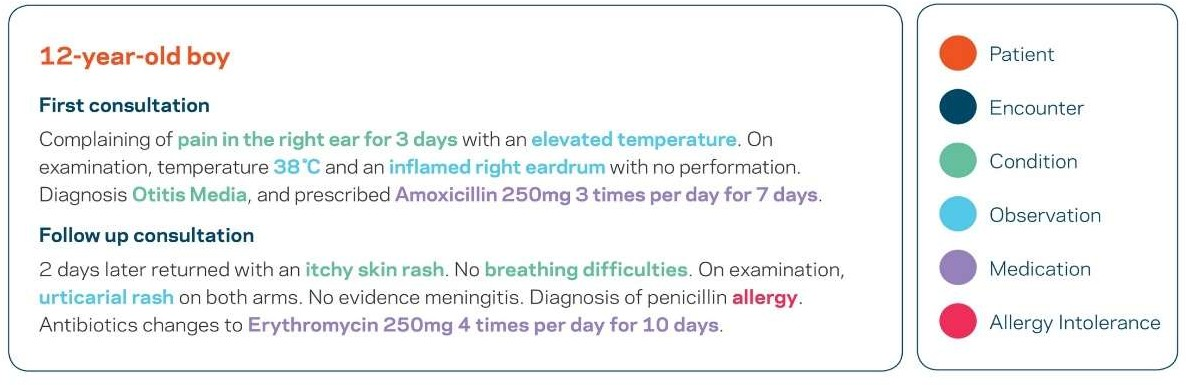 12-year-old boy
First consultation
Complaining of pain in the right ear for 3 days with an elevated temperature. On
examination, temperature 38°C and an inflamed right eardrum with no performation.
Diagnosis Otitis Media, and prescribed Amoxicillin 250mg 3 times per day for 7 days.
Follow up consultation
2 days later returned with an itchy skin rash. No breathing difficulties. On examination,
urticarial rash on both arms. No evidence meningitis. Diagnosis of penicillin allergy.
Antibiotics changes to Erythromycin 250mg 4 times per day for 10 days.
Patient
Encounter
Condition
Observation
Medication
Allergy Intolerance